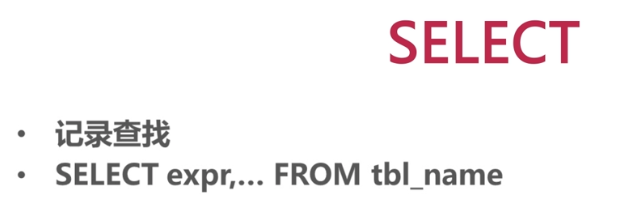 SELECT
• 记录查找
• SELECT expr,… FROM tbl_name